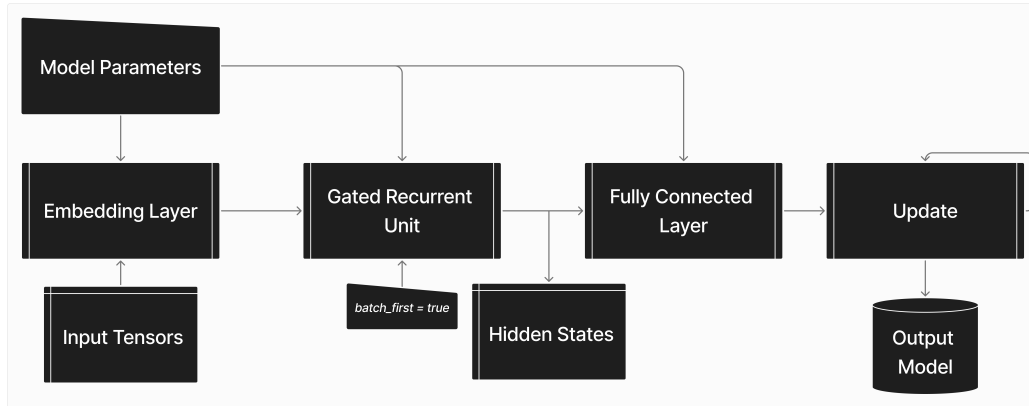 Model Parameters
Embedding Layer
Gated Recurrent
Unit
Fully Connected
Layer
Update
Input Tensors
batch_first = true
Hidden States
Output
Model